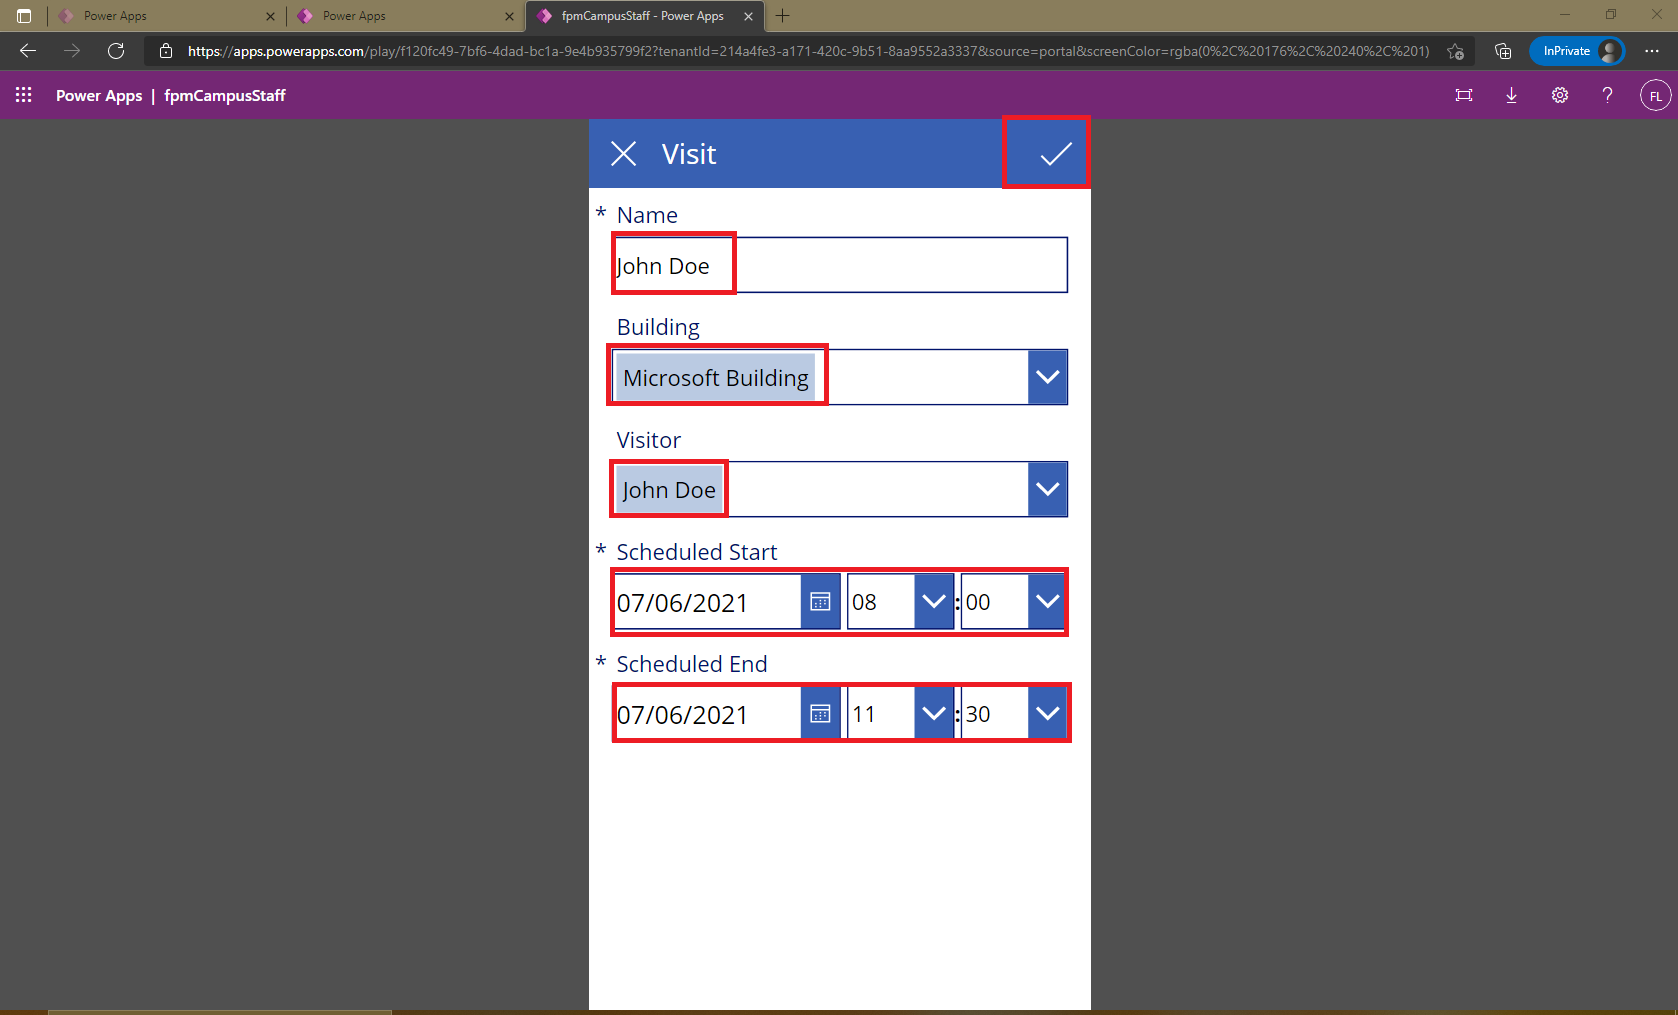 Power Apps
Power Apps
fpmCampusStaff - Power Apps
https://apps.powerapps.com/play/f120fc49-7bf6-4dad-bc1a-9e4b935799f2?tenantId=214a4fe3-a171-420c-9b51-8aa9552a3337&source=portal&screenColor=rgba(0%2C%20176%2C%20240%2C%201)
InPrivate
Power Apps | fpmCampusStaff
? FL
Visit
* Name
John Doe
Building
Microsoft Building
Visitor
John Doe
* Scheduled Start
07/06/2021 08 : 00
* Scheduled End
07/06/2021 11 : 30